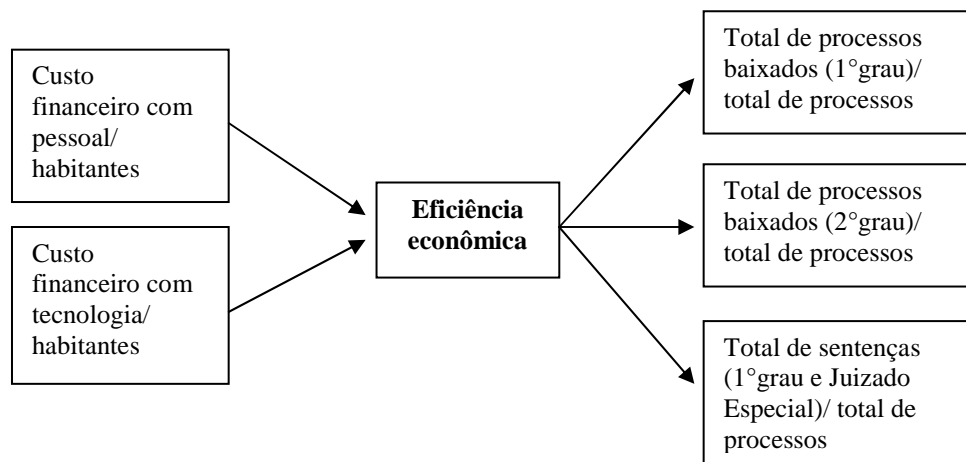 Custo
financeiro com
pessoal/
habitantes
Custo
financeiro com
tecnologia/
habitantes
Eficiência
econômica
Total de processos
baixados (1°grau)/
total de processos
Total de processos
baixados (2°grau)/
total de processos
Total de sentenças
(1°grau e Juizado
Especial)/ total de
processos